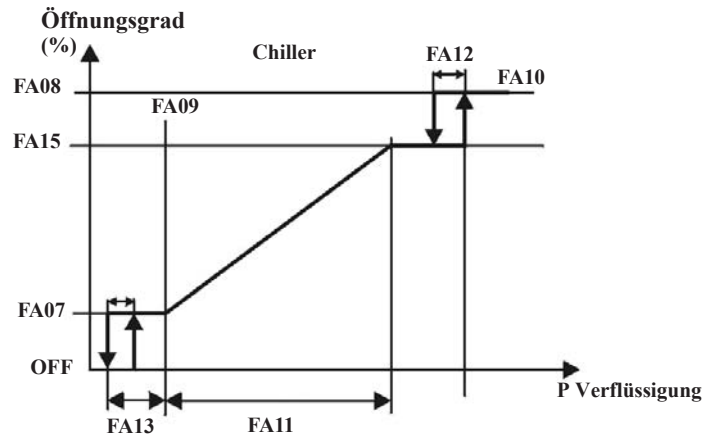 Öffnungsgrad
(%)
Chiller
FA12
FA08
FA10
FA09
FA15
FA07
OFF
P Verflüssigung
FA13
FA11